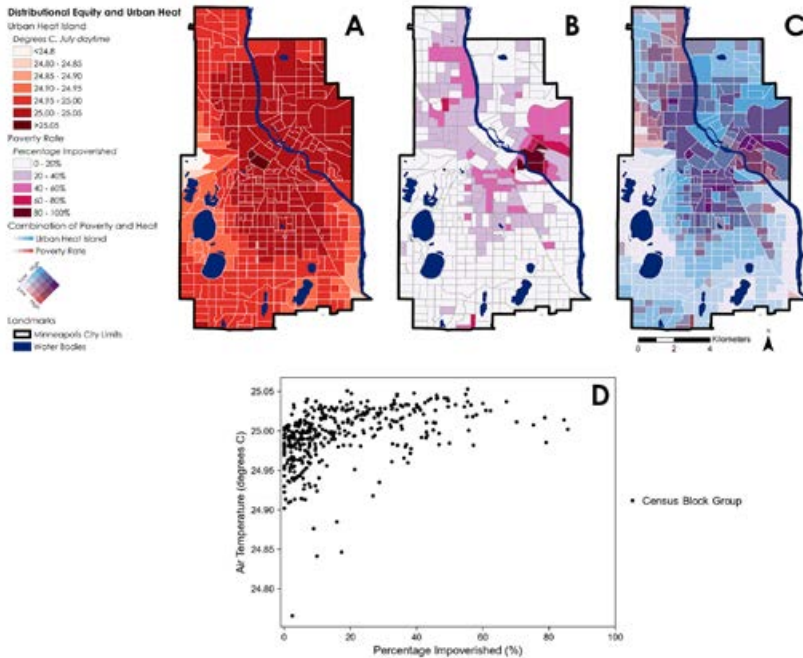 Distributional Equity and Urban Heat
Urban Heat Island
Degrees C, July daytime
<24.8
24.80 - 24.85
24.85 - 24.90
24.90 - 24.95
24.95 - 25.00
25.00 - 25.05
>25.05
Poverty Rate
Percentage Impoverished
0 - 20%
20 - 40%
40 - 60%
60 - 80%
80 - 100%
Combination of Poverty and Heat
Urban Heat Island
Poverty Rate
Landmarks
Minneapolis City Limits
Water Bodies
A
B
C
0 2 4 Kilometers
N
D
25.05
25.00
24.95
24.90
24.85
24.80
Air Temperature (degrees C)
0 20 40 60 80 100
Percentage Impoverished (%)
Census Block Group